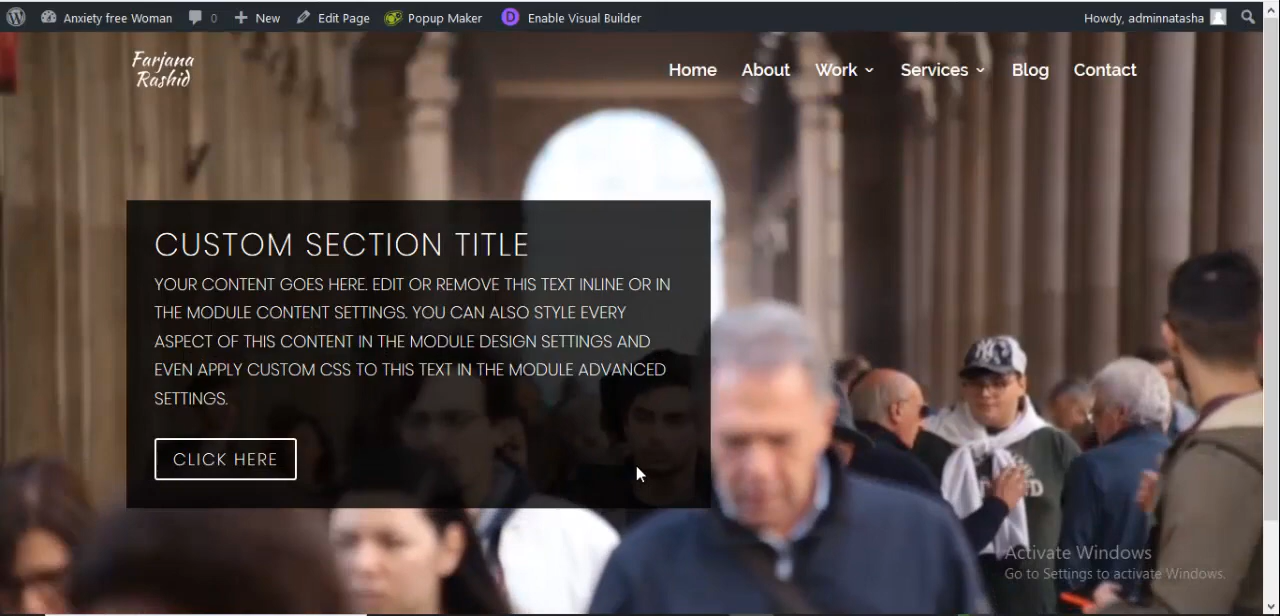 Anxiety free Woman 0 New Edit Page Popup Maker D Enable Visual Builder Howdy, adminnatasha
Farjana
Rashid
Home About Work Services Blog Contact
CUSTOM SECTION TITLE
YOUR CONTENT GOES HERE. EDIT OR REMOVE THIS TEXT INLINE OR IN
THE MODULE CONTENT SETTINGS. YOU CAN ALSO STYLE EVERY
ASPECT OF THIS CONTENT IN THE MODULE DESIGN SETTINGS AND
EVEN APPLY CUSTOM CSS TO THIS TEXT IN THE MODULE ADVANCED
SETTINGS.
CLICK HERE
Activate Windows
Go to Settings to activate Windows.